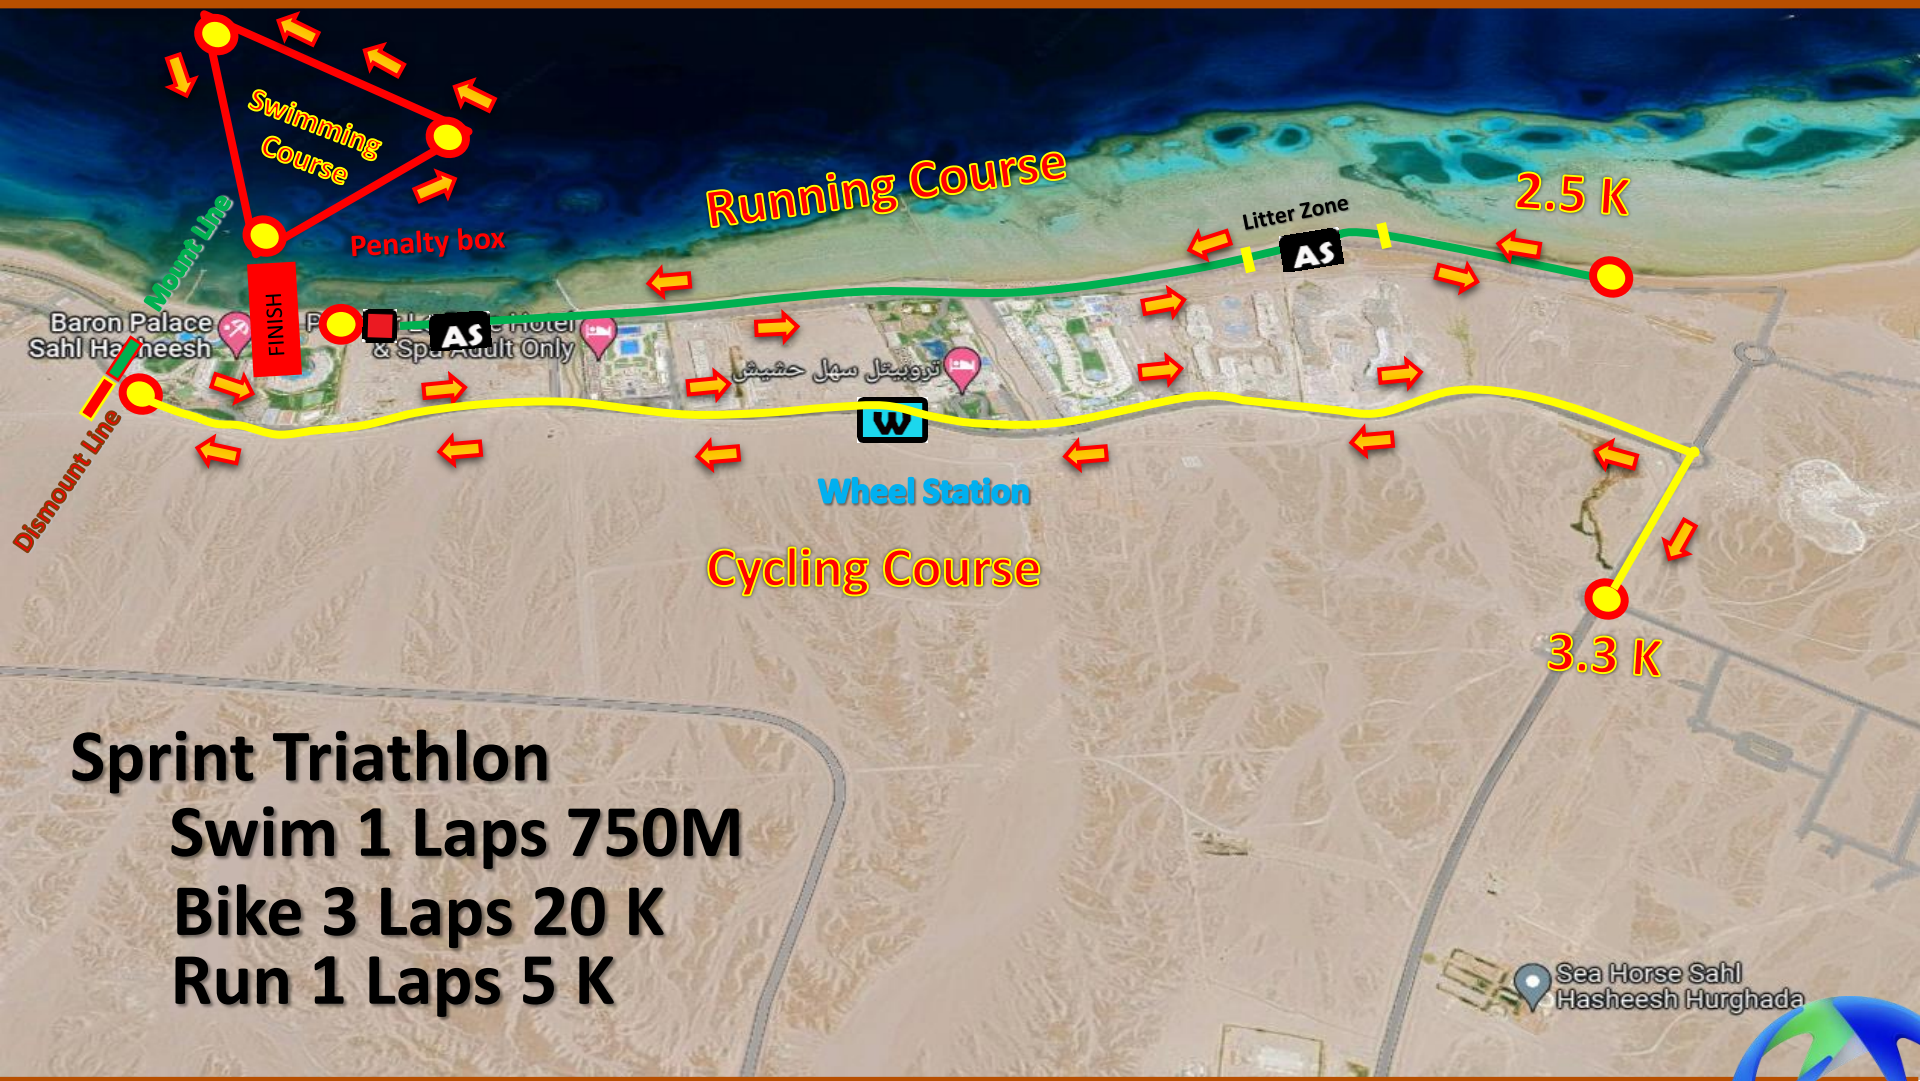 Swimming
Course
Mount Line
FINISH
Penalty box
Running Course
Litter Zone
AS
2.5 K
Baron Palace
Sahl Hasheesh
Hotel
& Spa Adult Only
AS
تروبيتل سهل حشيش
W
Wheel Station
Dismount Line
Cycling Course
3.3 K
Sprint Triathlon
Swim 1 Laps 750M
Bike 3 Laps 20 K
Run 1 Laps 5 K
Sea Horse Sahl
Hasheesh Hurghada